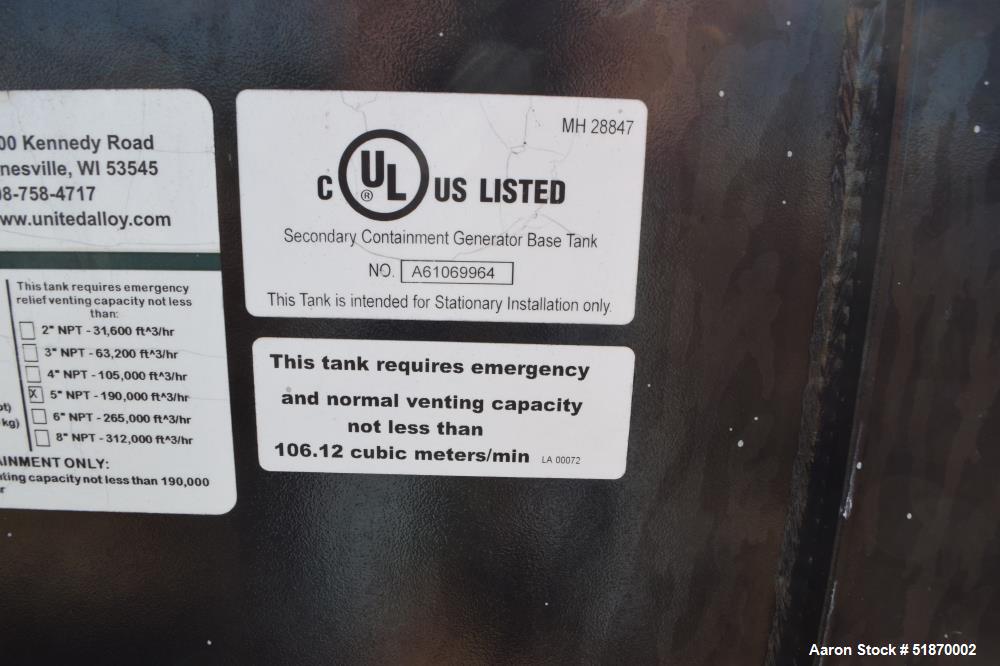 00 Kennedy Road
nesville, WI 53545
08-758-4717
ww.unitedalloy.com
This tank requires emergency
relief venting capacity not less
than:
2" NPT - 31,600 ft^3/hr
3" NPT - 63,200 ft^3/hr
4" NPT - 105,000 ft^3/hr
X 5" NPT - 190,000 ft^3/hr
6" NPT - 265,000 ft^3/hr
8" NPT - 312,000 ft^3/hr
kg)
AINMENT ONLY:
ting capacity not less than 190,000
r
MH 28847
C UL ® US LISTED
Secondary Containment Generator Base Tank
NO. A61069964
This Tank is intended for Stationary Installation only.
This tank requires emergency
and normal venting capacity
not less than
106.12 cubic meters/min LA 00072
Aaron Stock # 51870002